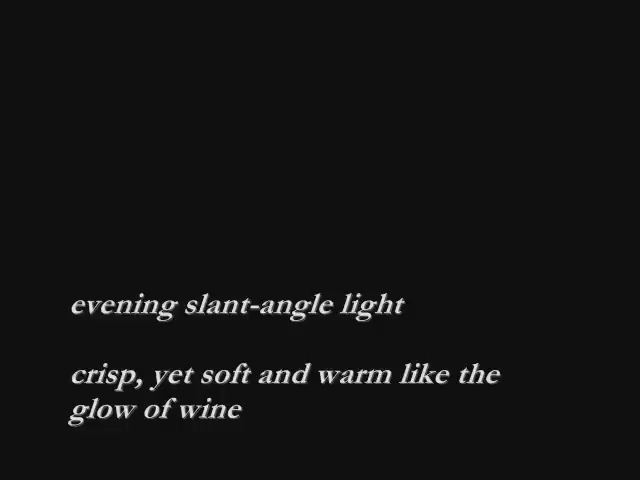 evening slant-angle light
crisp, yet soft and warm like the
glow of wine